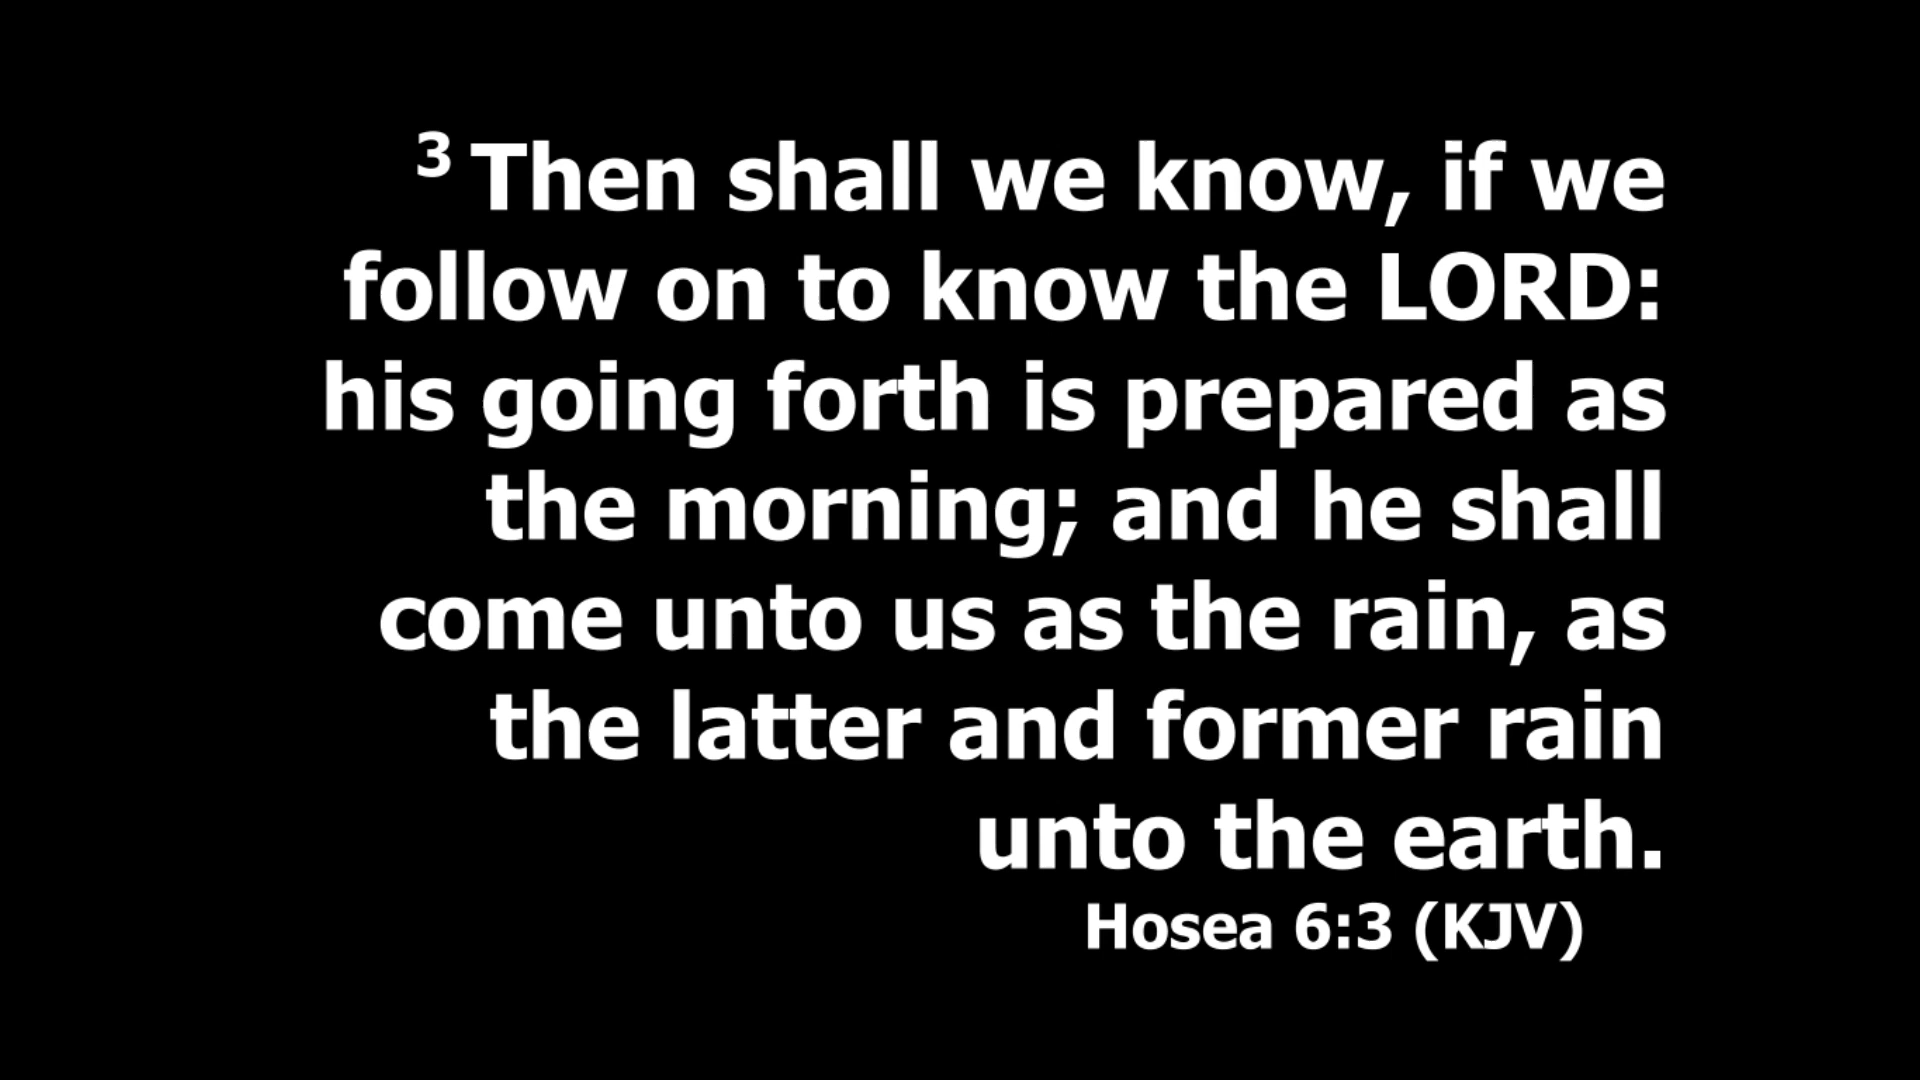 3 Then shall we know, if we
follow on to know the LORD:
his going forth is prepared as
the morning; and he shall
come unto us as the rain, as
the latter and former rain
unto the earth.
Hosea 6:3 (KJV)